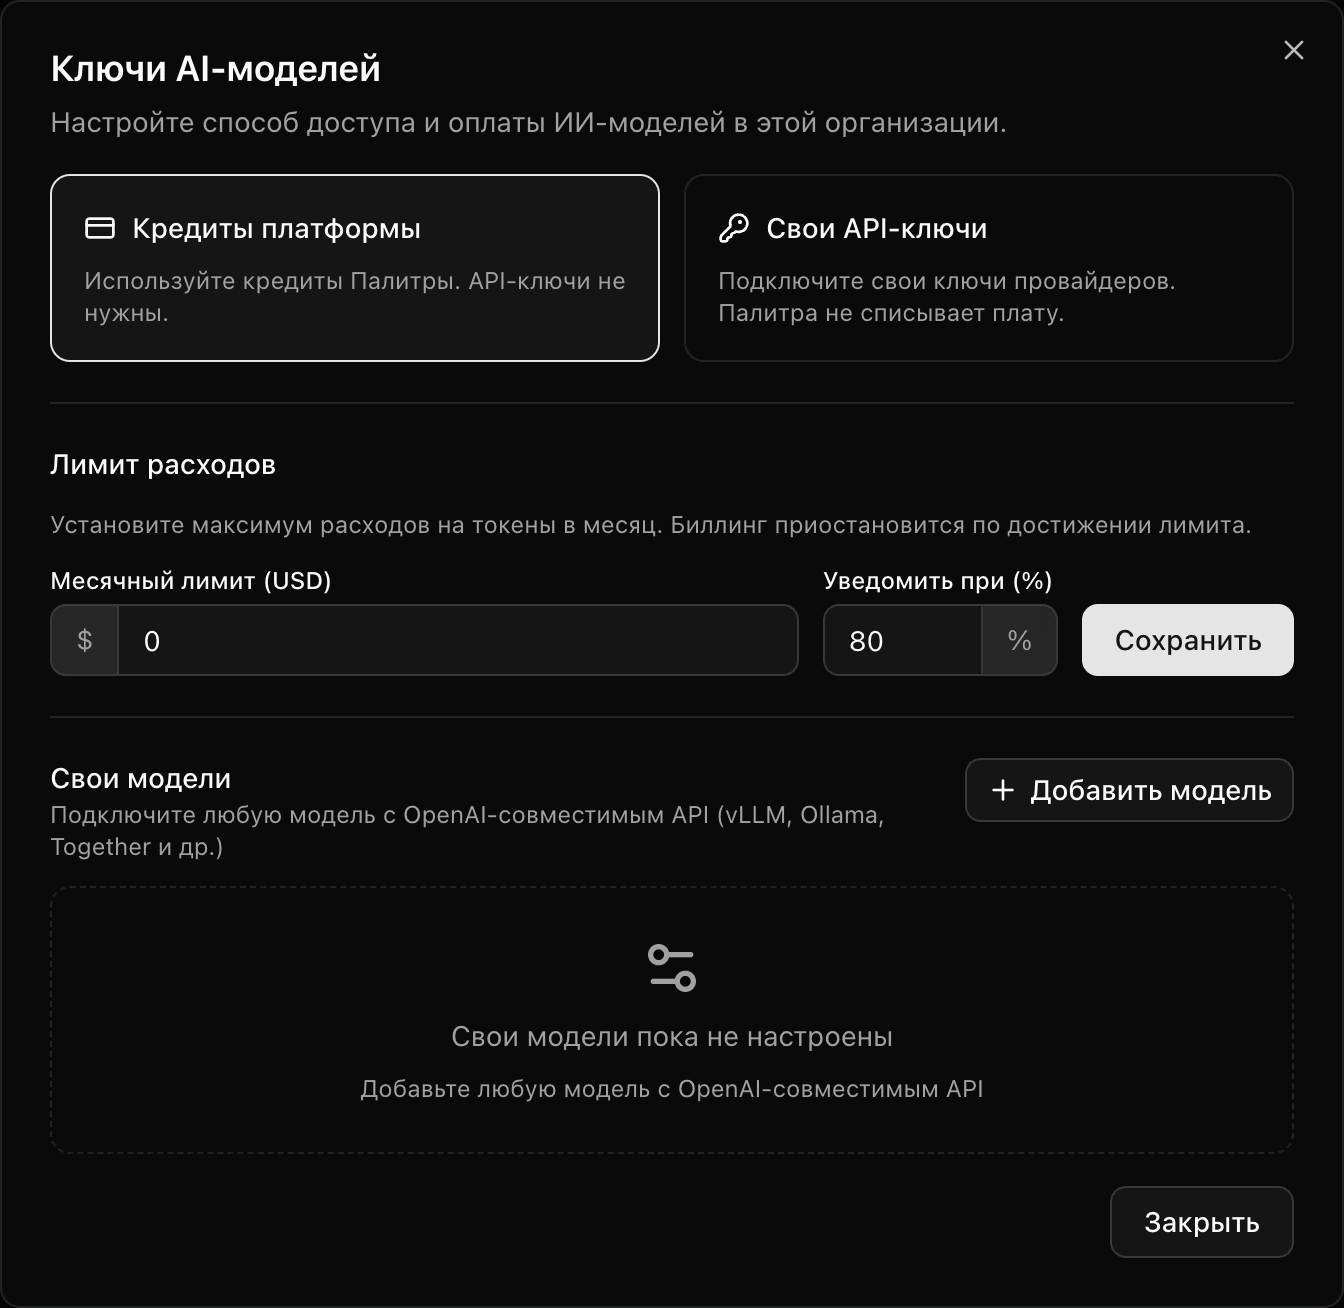 Ключи AI-моделей
Настройте способ доступа и оплаты ИИ-моделей в этой организации.
Кредиты платформы
Используйте кредиты Палитры. API-ключи не
нужны.
Свои API-ключи
Подключите свои ключи провайдеров.
Палитра не списывает плату.
Лимит расходов
Установите максимум расходов на токены в месяц. Биллинг приостановится по достижении лимита.
Месячный лимит (USD)
$ 0
Уведомить при (%)
80 %
Сохранить
Свои модели
Подключите любую модель с OpenAI-совместимым API (vLLM, Ollama,
Together и др.)
Добавить модель
Свои модели пока не настроены
Добавьте любую модель с OpenAI-совместимым API
Закрыть